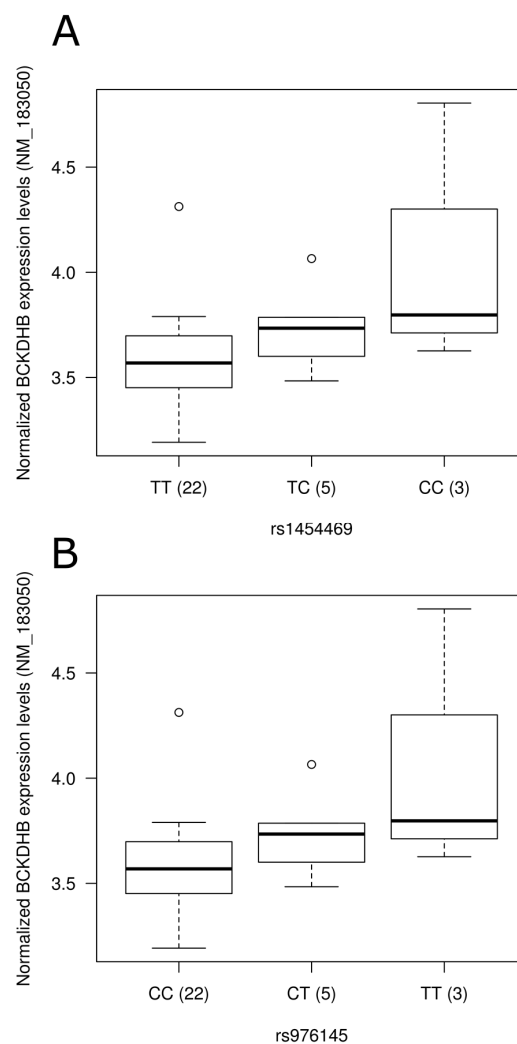 A
Normalized BCKDHB expression levels (NM_183050)
4.5
4.0
3.5
TT (22) TC (5) CC (3)
rs1454469
B
Normalized BCKDHB expression levels (NM_183050)
4.5
4.0
3.5
CC (22) CT (5) TT (3)
rs976145